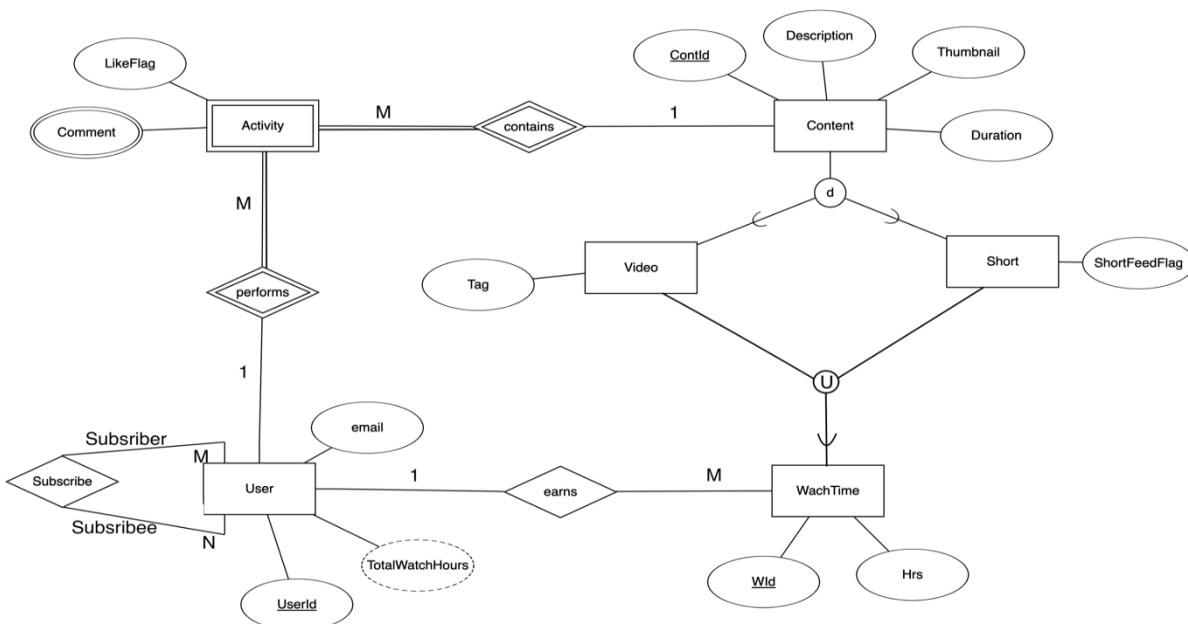 Description
ContId
Thumbnail
LikeFlag
M
1
Comment
Activity
contains
Content
Duration
d
M
Video
Short
ShortFeedFlag
Tag
performs
1
U
email
Subsriber
M
1
M
Subscribe
User
earns
WachTime
Subsribee
N
TotalWatchHours
WId
Hrs
UserId